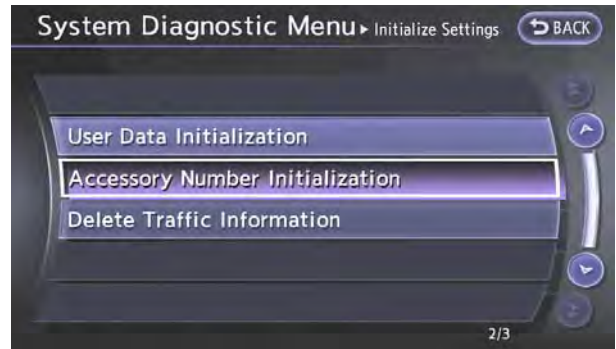 System Diagnostic Menu ▸ Initialize Settings BACK
User Data Initialization
Accessory Number Initialization
Delete Traffic Information
2/3